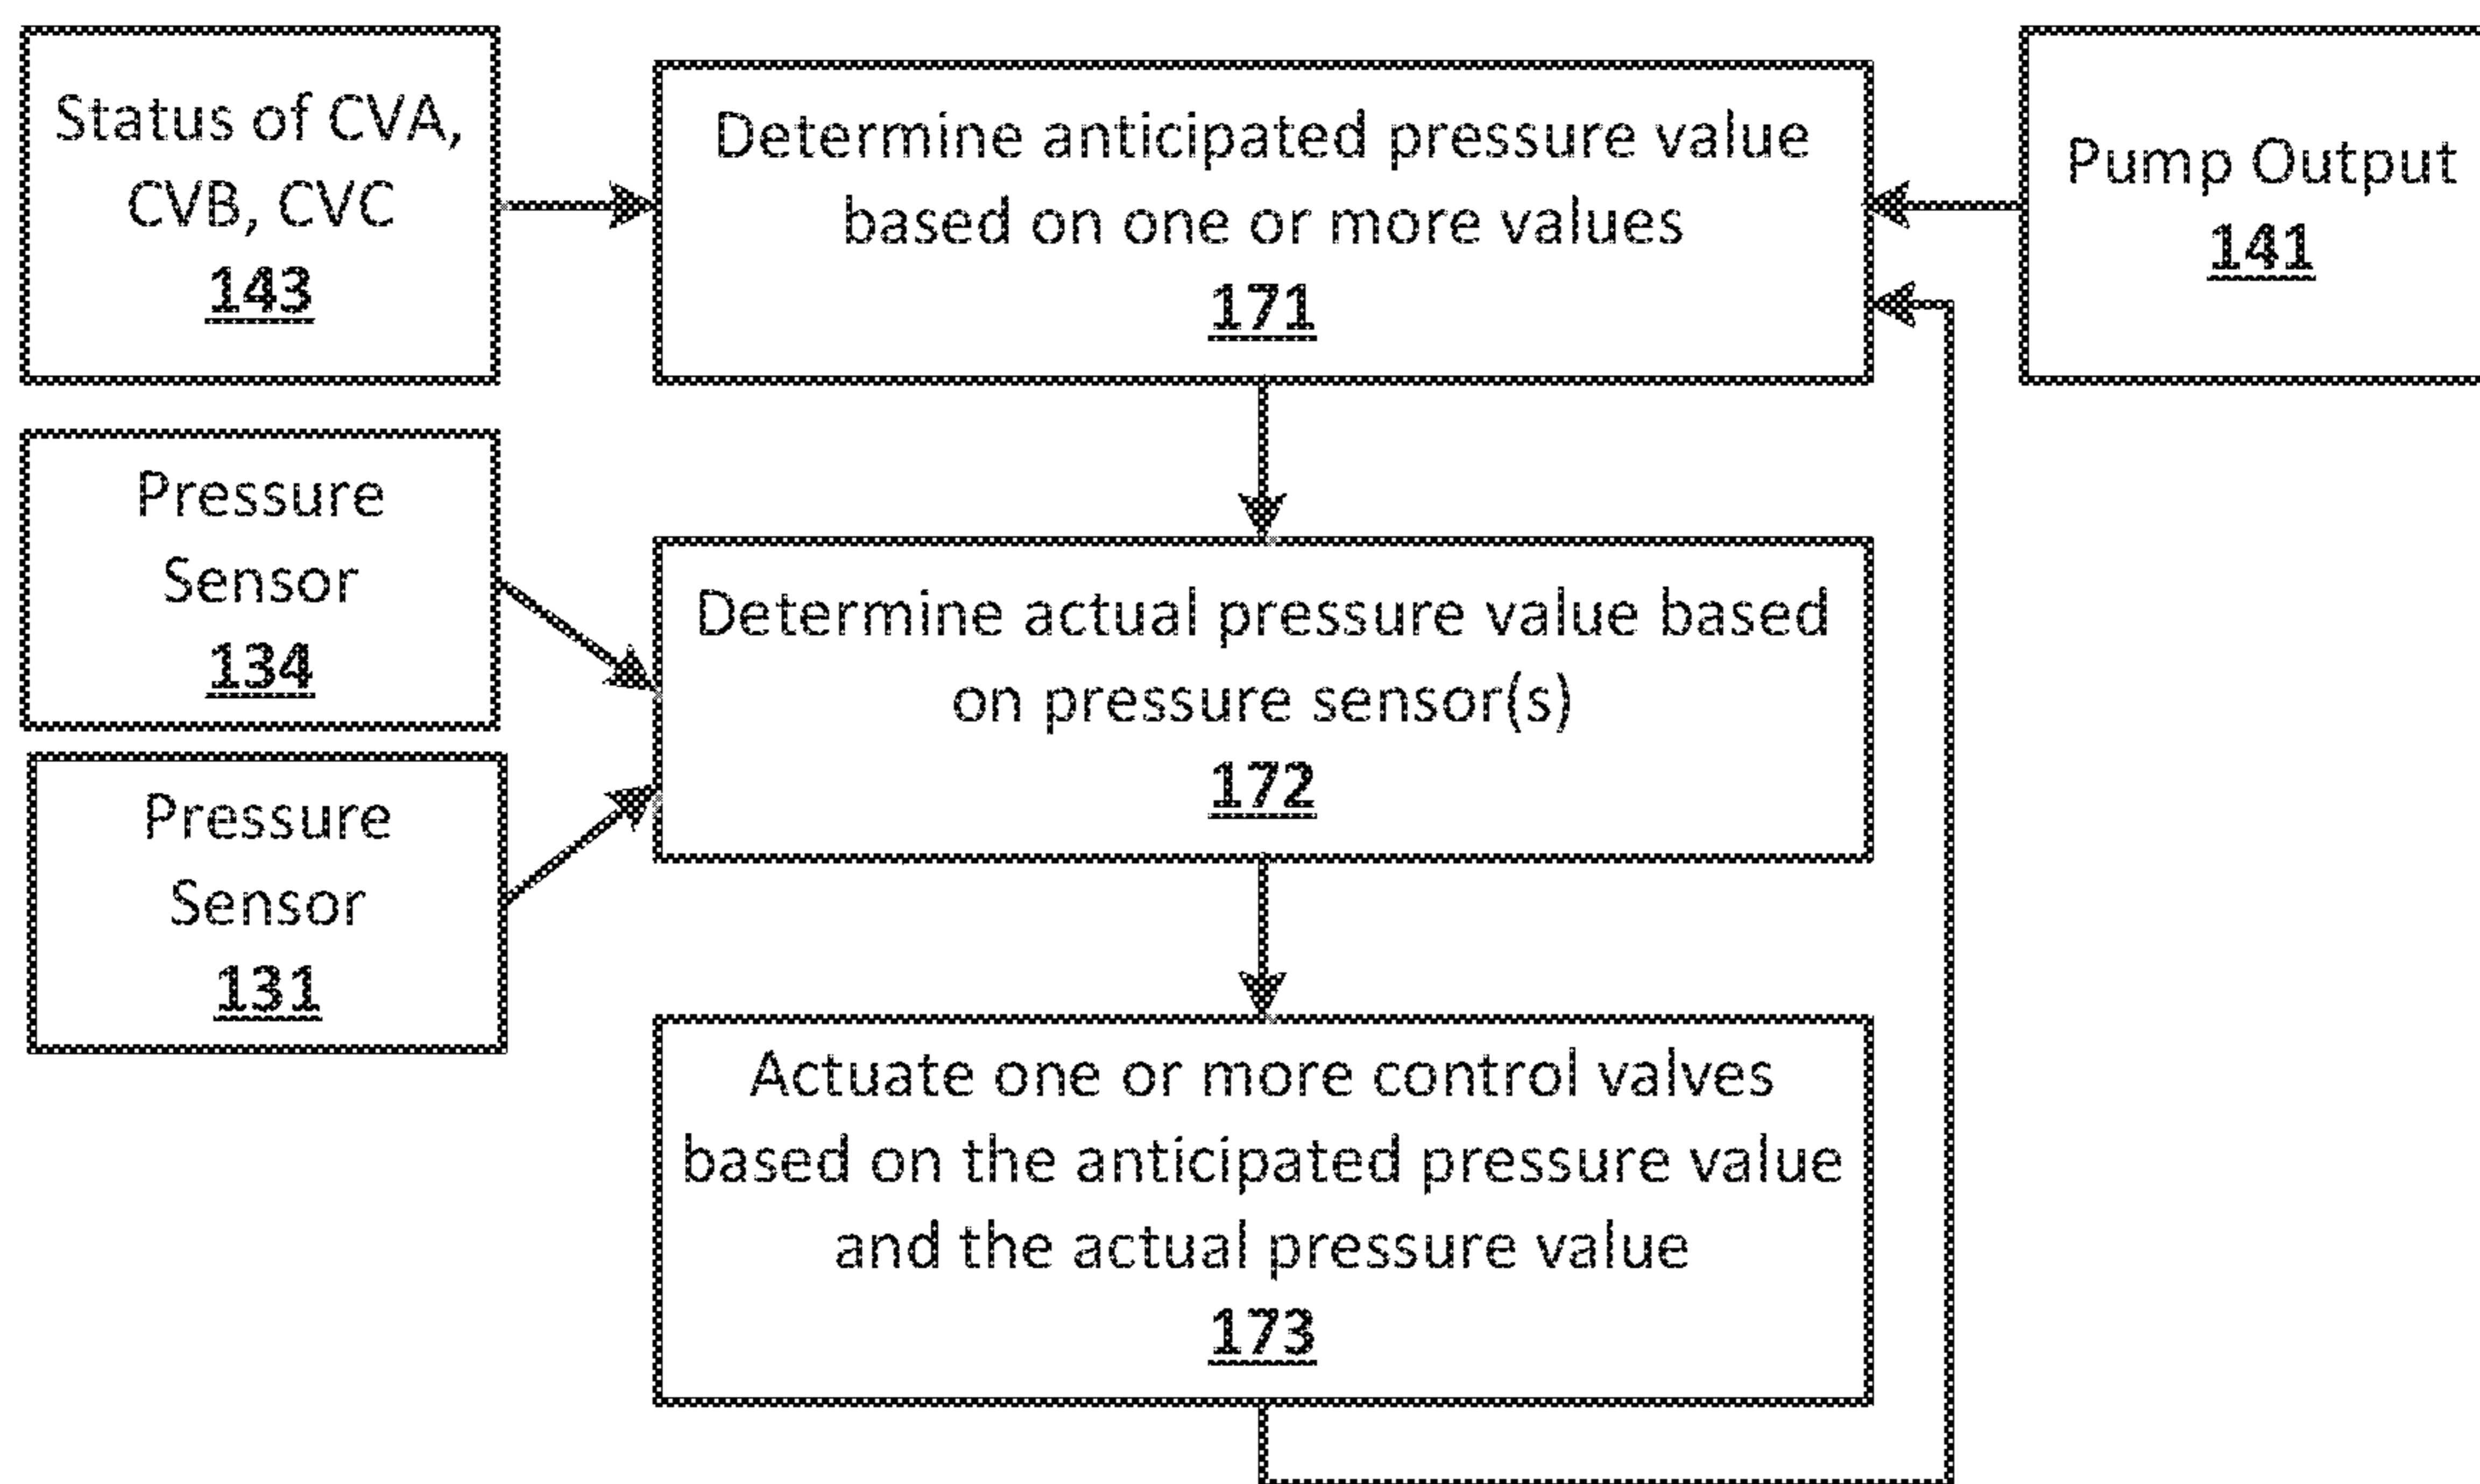 Status of CVA,
CVB, CVC
143
Determine anticipated pressure value
based on one or more values
171
Pump Output
141
Pressure
Sensor
134
Determine actual pressure value based
on pressure sensor(s)
172
Pressure
Sensor
131
Actuate one or more control valves
based on the anticipated pressure value
and the actual pressure value
173